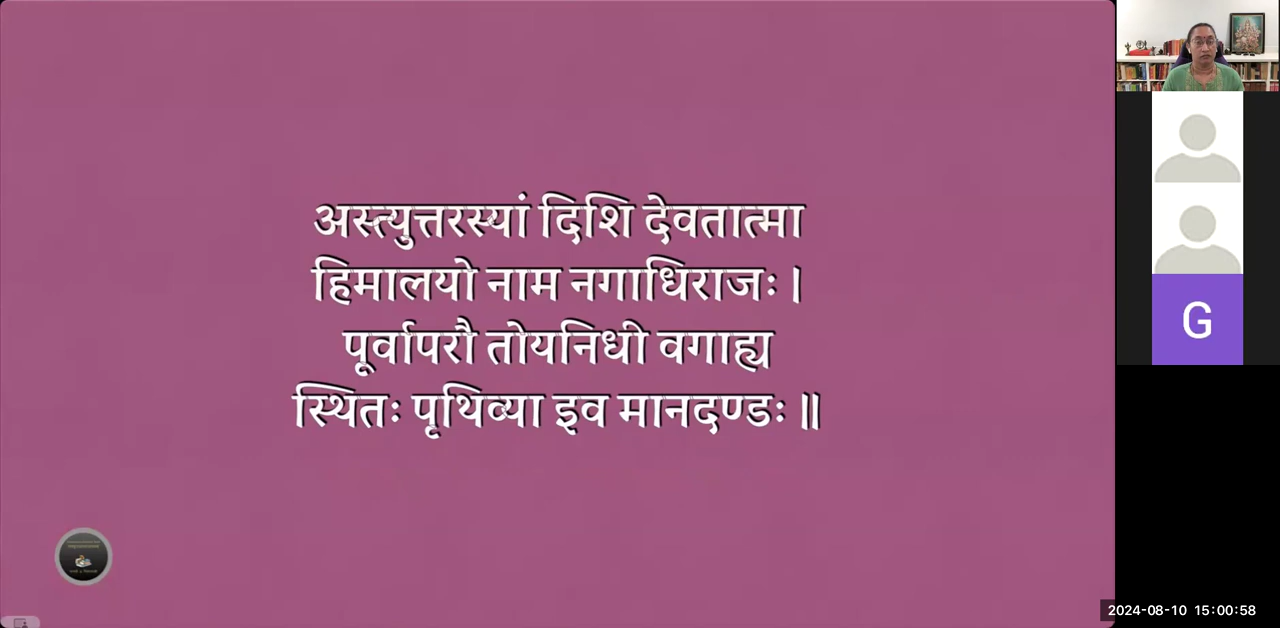 अस्त्युत्तरस्यां दिशि देवतात्मा
हिमालयो नाम नगाधिराजः ।
पूर्वापरौ तोयनिधी वगाह्य
स्थितः पृथिव्या इव मानदण्डः ॥
G
2024-08-10 15:00:58